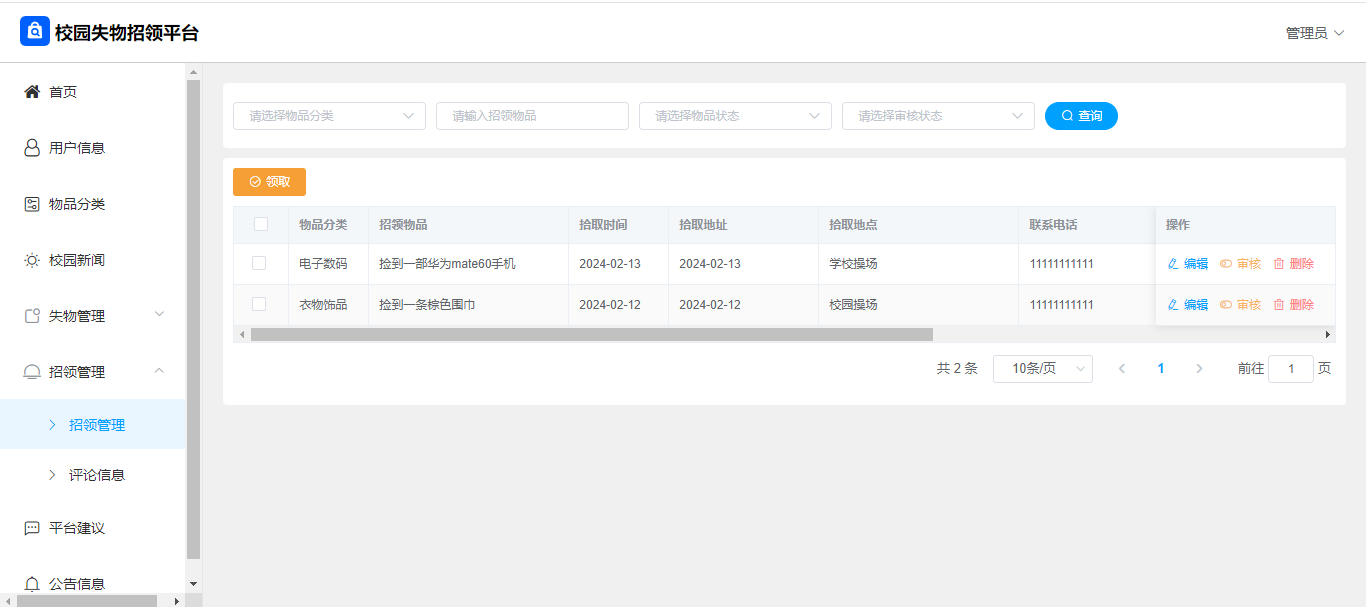 校园失物招领平台
管理员
首页
用户信息
物品分类
校园新闻
失物管理
招领管理
招领管理
评论信息
平台建议
公告信息
请选择物品分类 请输入招领物品 请选择物品状态 请选择审核状态 查询
领取
物品分类 招领物品 拾取时间 拾取地址 拾取地点 联系电话 操作
电子数码 捡到一部华为mate60手机 2024-02-13 2024-02-13 学校操场 11111111111 编辑 审核 删除
衣物饰品 捡到一条棕色围巾 2024-02-12 2024-02-12 校园操场 11111111111 编辑 审核 删除
共 2 条 10条/页 1 前往 1 页